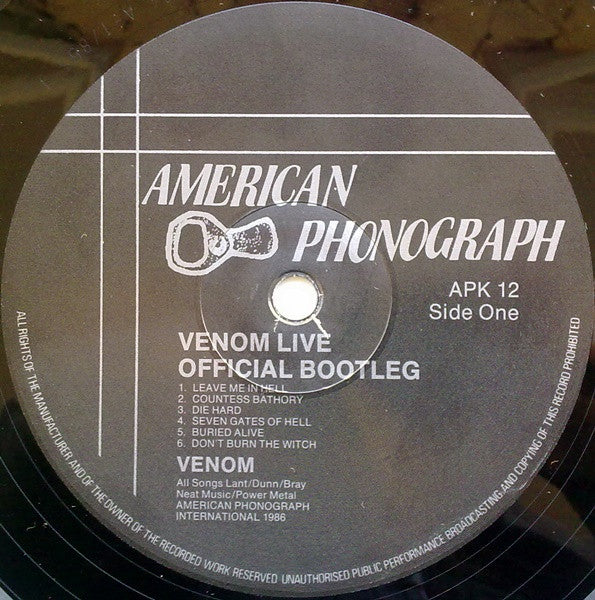 AMERICAN
PHONOGRAPH
APK 12
Side One
VENOM LIVE
OFFICIAL BOOTLEG
1. LEAVE ME IN HELL
2. COUNTESS BATHORY
3. DIE HARD
4. SEVEN GATES OF HELL
5. BURIED ALIVE
6. DON'T BURN THE WITCH
VENOM
All Songs Lant/Dunn/Bray
Neat Music/Power Metal
AMERICAN PHONOGRAPH
INTERNATIONAL 1986
ALL RIGHTS OF THE MANUFACTURER AND OF THE OWNER OF THE RECORDED WORK RESERVED UNAUTHORISED PUBLIC PERFORMANCE BROADCASTING AND COPYING OF THIS RECORD PROHIBITED